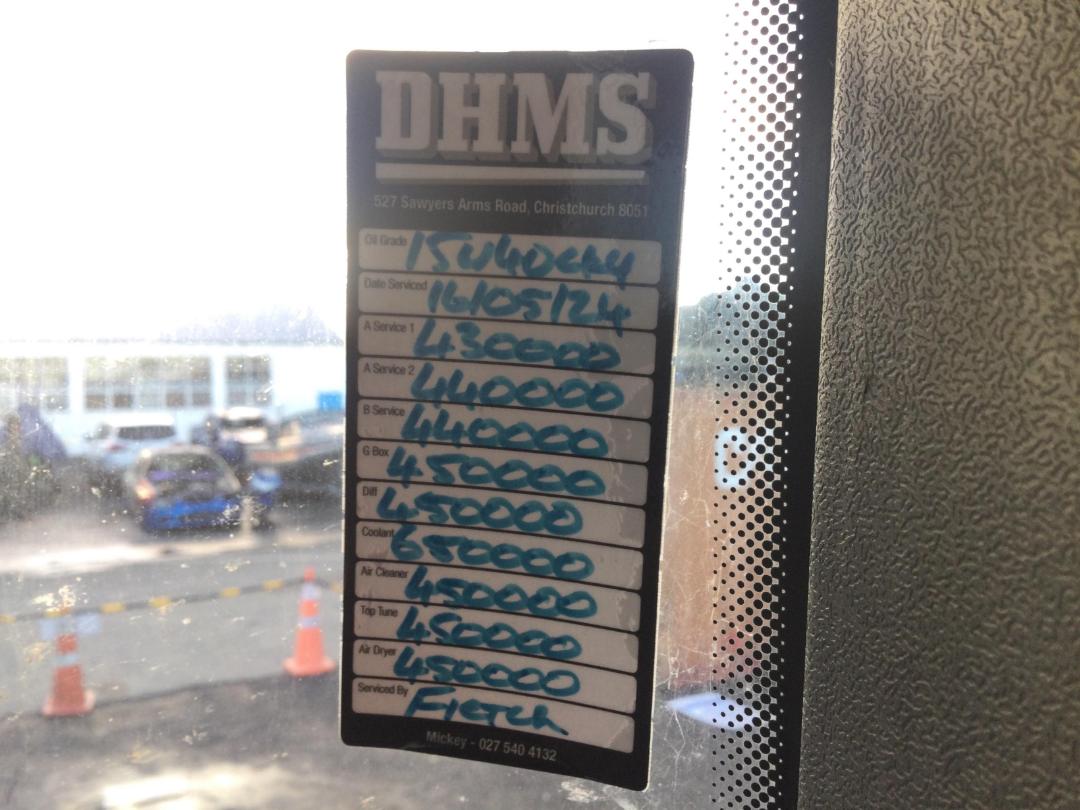 DHMS
527 Sawyers Arms Road, Christchurch 8051
Oil Grade 15W40CK4
Date Serviced 16/05/24
A Service 1 430000
A Service 2 440000
B Service 440000
G Box 450000
Diff 450000
Coolant 650000
Air Cleaner 450000
Top Tune 450000
Air Dryer 450000
Serviced By
Mickey - 027 540 4132